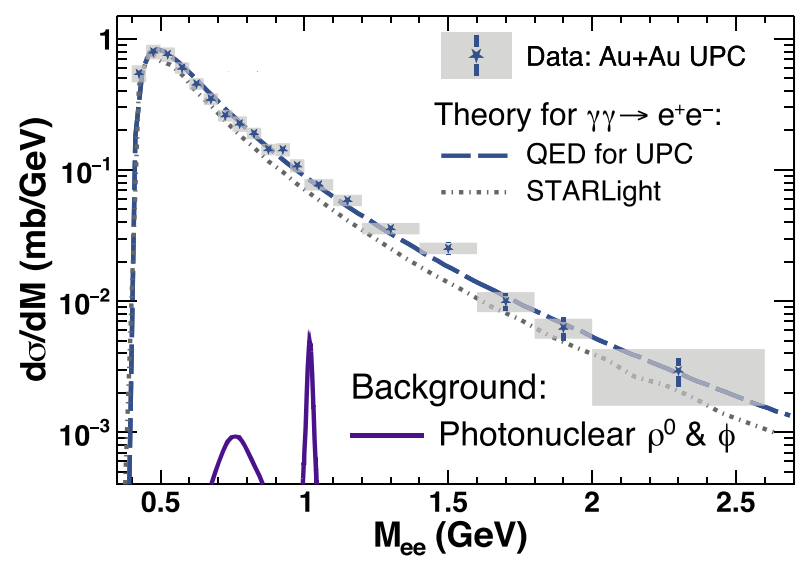 Data: Au+Au UPC
Theory for γγ→ e⁺e⁻:
QED for UPC
STARLight
Background:
Photonuclear ρ⁰ & ϕ
dσ/dM (mb/GeV)
1
10⁻¹
10⁻²
10⁻³
0.5 1 1.5 2 2.5
Mₑₑ (GeV)